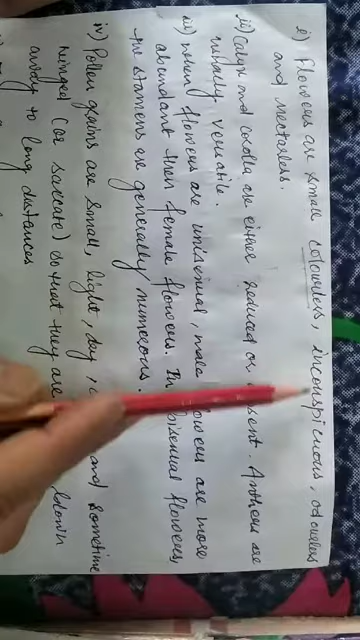 i) Flowers are small colourless, inconspicuous, odourless
and nectarless.
ii) Calyx and corolla are either reduced or absent. Anthers are
usually versatile.
iii) When flowers are unisexual, male flowers are more
abundant then female flowers. In bisexual flowers,
the stamens are generally numerous.
iv) Pollen grains are small, light, dry, and sometime
winged (or saccate) so that they are blown
away to long distances